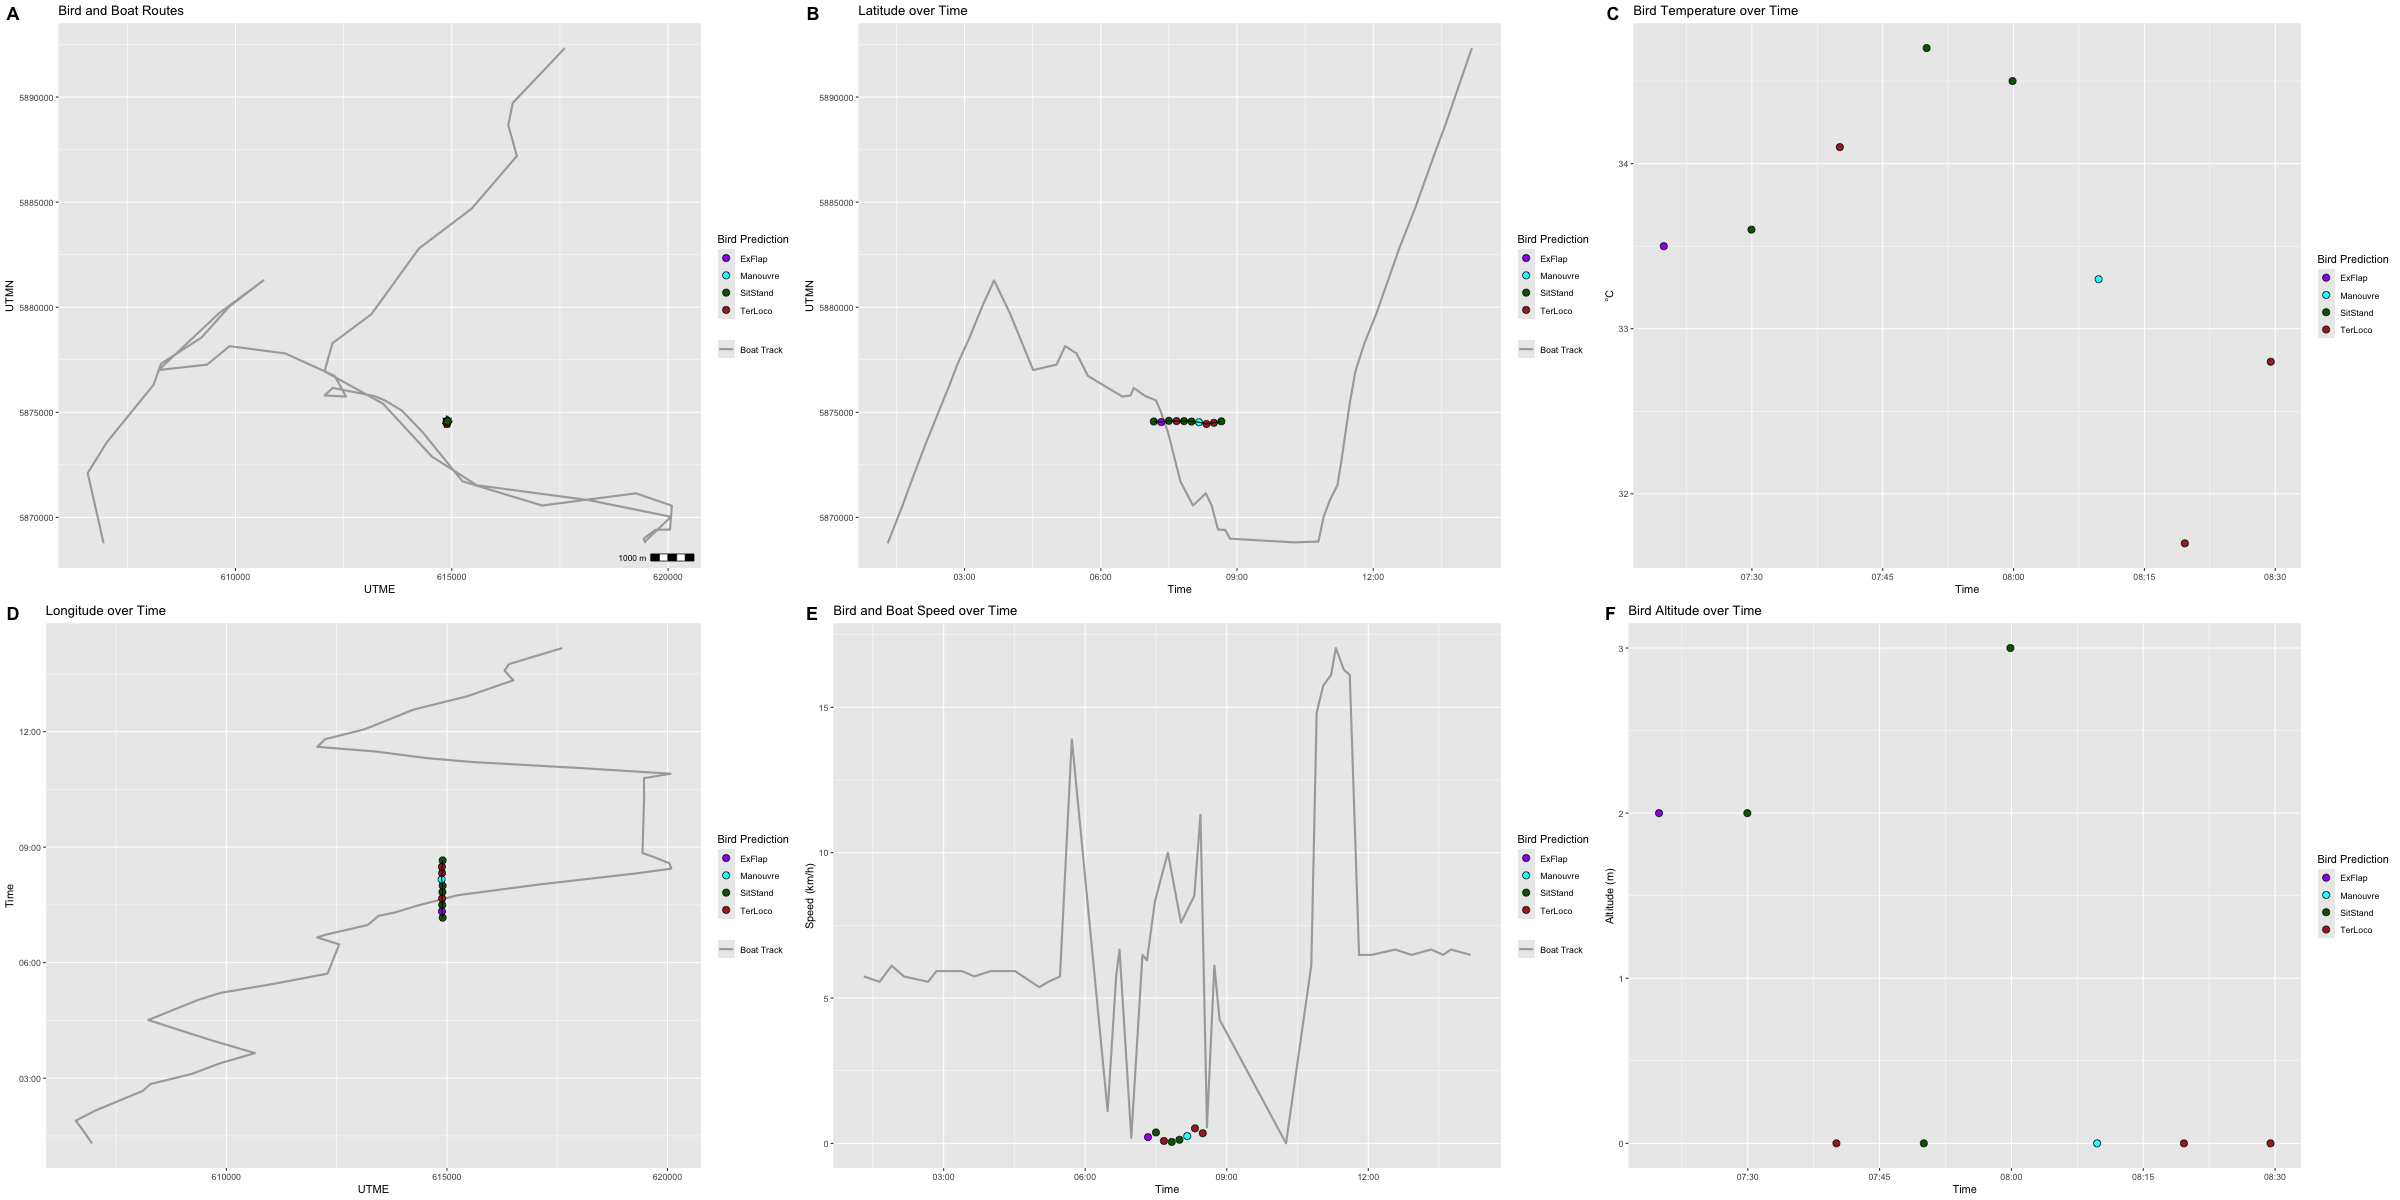 A
Bird and Boat Routes
5890000
5885000
5880000
5875000
5870000
UTMN
610000
615000
620000
UTME
1000 m
Bird Prediction
ExFlap
Manouvre
SitStand
TerLoco
Boat Track
B
Latitude over Time
5890000
5885000
5880000
5875000
5870000
UTMN
03:00
06:00
09:00
12:00
Time
Bird Prediction
ExFlap
Manouvre
SitStand
TerLoco
Boat Track
C
Bird Temperature over Time
34
33
32
°C
07:30
07:45
08:00
08:15
08:30
Time
Bird Prediction
ExFlap
Manouvre
SitStand
TerLoco
D
Longitude over Time
12:00
09:00
06:00
03:00
Time
610000
615000
620000
UTME
Bird Prediction
ExFlap
Manouvre
SitStand
TerLoco
Boat Track
E
Bird and Boat Speed over Time
15
10
5
0
Speed (km/h)
03:00
06:00
09:00
12:00
Time
Bird Prediction
ExFlap
Manouvre
SitStand
TerLoco
Boat Track
F
Bird Altitude over Time
3
2
1
0
Altitude (m)
07:30
07:45
08:00
08:15
08:30
Time
Bird Prediction
ExFlap
Manouvre
SitStand
TerLoco